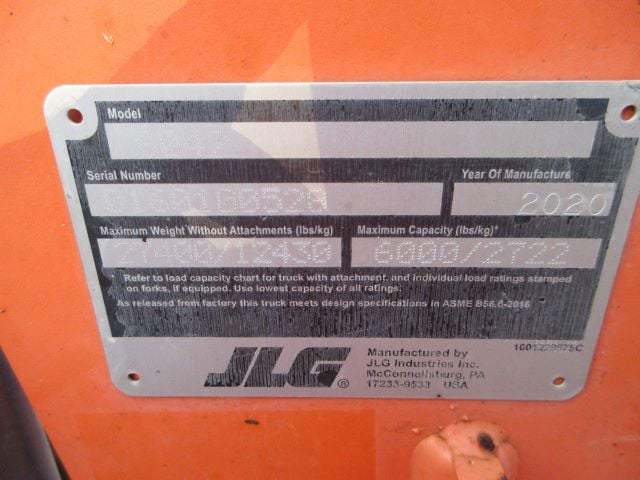 Model
Serial Number
Year Of Manufacture
2020
Maximum Weight Without Attachments (lbs/kg)
Maximum Capacity (lbs/kg)*
27400/12430
6000/2722
Refer to load capacity chart for truck with attachment, and individual load ratings stamped
on forks, if equipped. Use lowest capacity of all ratings.
As released from factory this truck meets design specifications in ASME B56.6-2016
JLG®
Manufactured by
JLG Industries Inc.
McConnellsburg, PA
17233-9533 USA